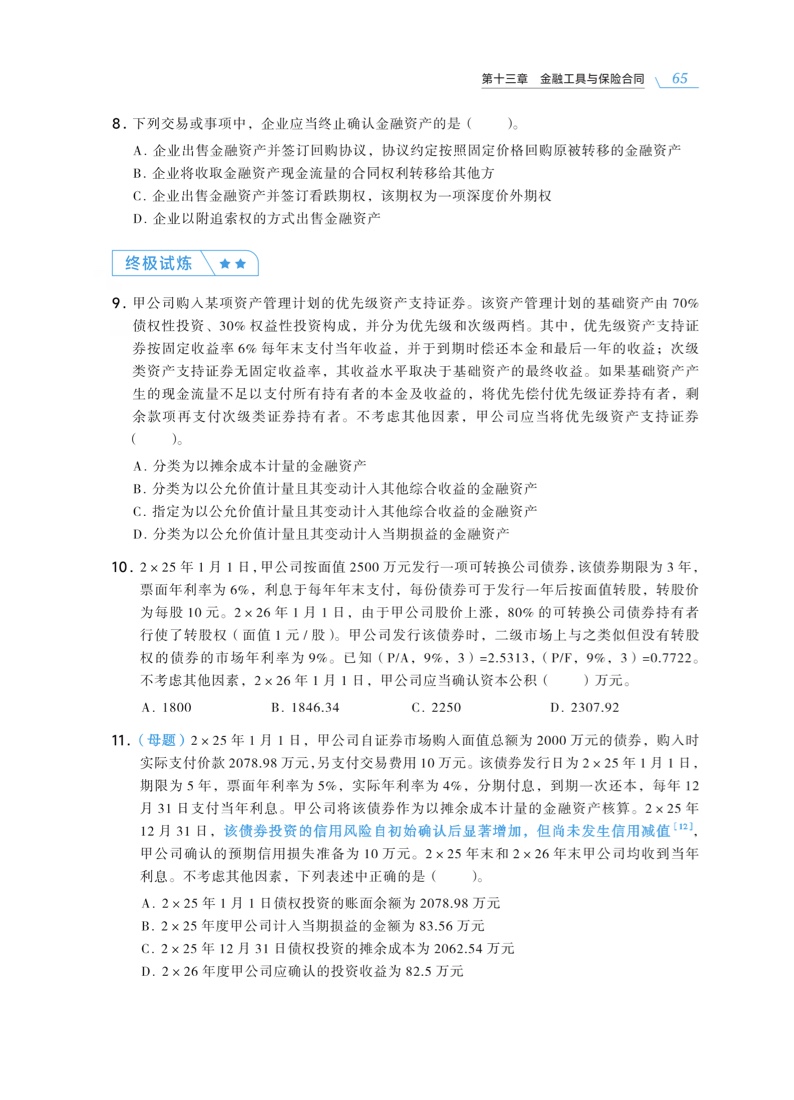 第十三章 金融工具与保险合同 65
8. 下列交易或事项中，企业应当终止确认金融资产的是（　　）。
A. 企业出售金融资产并签订回购协议，协议约定按照固定价格回购原被转移的金融资产
B. 企业将收取金融资产现金流量的合同权利转移给其他方
C. 企业出售金融资产并签订看跌期权，该期权为一项深度价外期权
D. 企业以附追索权的方式出售金融资产
终极试炼 ★★
9. 甲公司购入某项资产管理计划的优先级资产支持证券。该资产管理计划的基础资产由 70%
债权性投资、30% 权益性投资构成，并分为优先级和次级两档。其中，优先级资产支持证
券按固定收益率 6% 每年末支付当年收益，并于到期时偿还本金和最后一年的收益；次级
类资产支持证券无固定收益率，其收益水平取决于基础资产的最终收益。如果基础资产产
生的现金流量不足以支付所有持有者的本金及收益的，将优先偿付优先级证券持有者，剩
余款项再支付次级类证券持有者。不考虑其他因素，甲公司应当将优先级资产支持证券
（　　）。
A. 分类为以摊余成本计量的金融资产
B. 分类为以公允价值计量且其变动计入其他综合收益的金融资产
C. 指定为以公允价值计量且其变动计入其他综合收益的金融资产
D. 分类为以公允价值计量且其变动计入当期损益的金融资产
10. 2×25 年 1 月 1 日，甲公司按面值 2500 万元发行一项可转换公司债券，该债券期限为 3 年，
票面年利率为 6%，利息于每年年末支付，每份债券可于发行一年后按面值转股，转股价
为每股 10 元。2×26 年 1 月 1 日，由于甲公司股价上涨，80% 的可转换公司债券持有者
行使了转股权（面值 1 元 / 股）。甲公司发行该债券时，二级市场上与之类似但没有转股
权的债券的市场年利率为 9%。已知（P/A，9%，3）=2.5313，（P/F，9%，3）=0.7722。
不考虑其他因素，2×26 年 1 月 1 日，甲公司应当确认资本公积（　　）万元。
A. 1800 B. 1846.34 C. 2250 D. 2307.92
11.（母题）2×25 年 1 月 1 日，甲公司自证券市场购入面值总额为 2000 万元的债券，购入时
实际支付价款 2078.98 万元，另支付交易费用 10 万元。该债券发行日为 2×25 年 1 月 1 日，
期限为 5 年，票面年利率为 5%，实际年利率为 4%，分期付息，到期一次还本，每年 12
月 31 日支付当年利息。甲公司将该债券作为以摊余成本计量的金融资产核算。2×25 年
12 月 31 日，该债券投资的信用风险自初始确认后显著增加，但尚未发生信用减值［12］，
甲公司确认的预期信用损失准备为 10 万元。2×25 年末和 2×26 年末甲公司均收到当年
利息。不考虑其他因素，下列表述中正确的是（　　）。
A. 2×25 年 1 月 1 日债权投资的账面余额为 2078.98 万元
B. 2×25 年度甲公司计入当期损益的金额为 83.56 万元
C. 2×25 年 12 月 31 日债权投资的摊余成本为 2062.54 万元
D. 2×26 年度甲公司应确认的投资收益为 82.5 万元